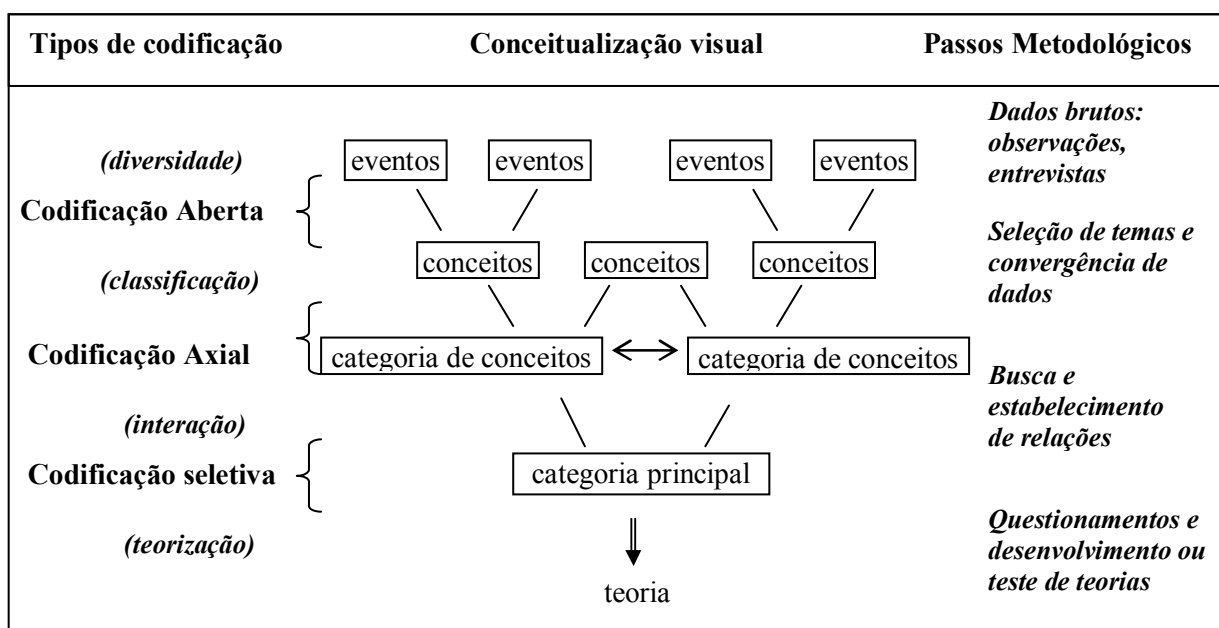 Tipos de codificação Conceitualização visual Passos Metodológicos
Dados brutos:
observações,
entrevistas
(diversidade) eventos eventos eventos eventos
Codificação Aberta
Seleção de temas e
convergência de
dados
(classificação) conceitos conceitos conceitos
Codificação Axial categoria de conceitos categoria de conceitos
Busca e
estabelecimento
de relações
(interação)
Codificação seletiva categoria principal
Questionamentos e
desenvolvimento ou
teste de teorias
(teorização)
teoria